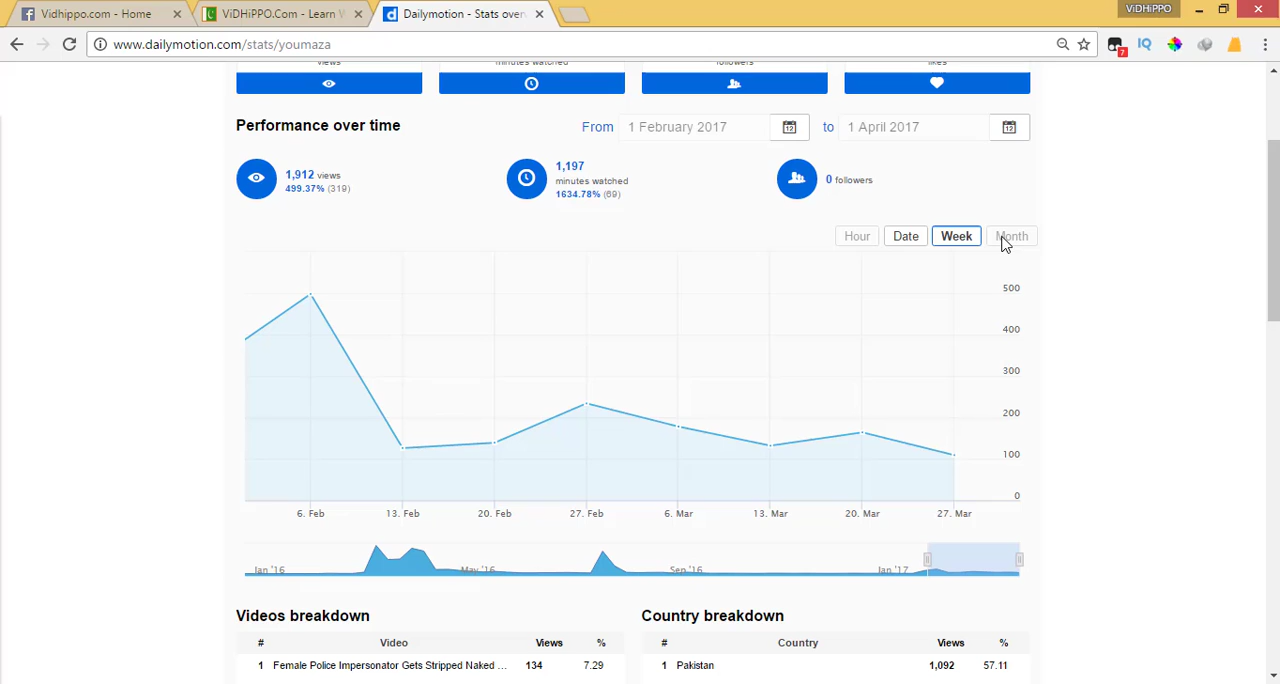 Vidhippo.com - Home
ViDHiPPO.Com - Learn
Dailymotion - Stats over
ViDHiPPO
www.dailymotion.com/stats/youmaza
7
IQ
views
minutes watched
followers
likes
Performance over time
From 1 February 2017 12 to 1 April 2017 12
1,912 views
499.37% (319)
1,197
minutes watched
1634.78% (69)
0 followers
Hour Date Week Month
500
400
300
200
100
0
6. Feb 13. Feb 20. Feb 27. Feb 6. Mar 13. Mar 20. Mar 27. Mar
Jan '16 May '16 Sep '16 Jan '17
Videos breakdown
# Video Views %
1 Female Police Impersonator Gets Stripped Naked ... 134 7.29
Country breakdown
# Country Views %
1 Pakistan 1,092 57.11